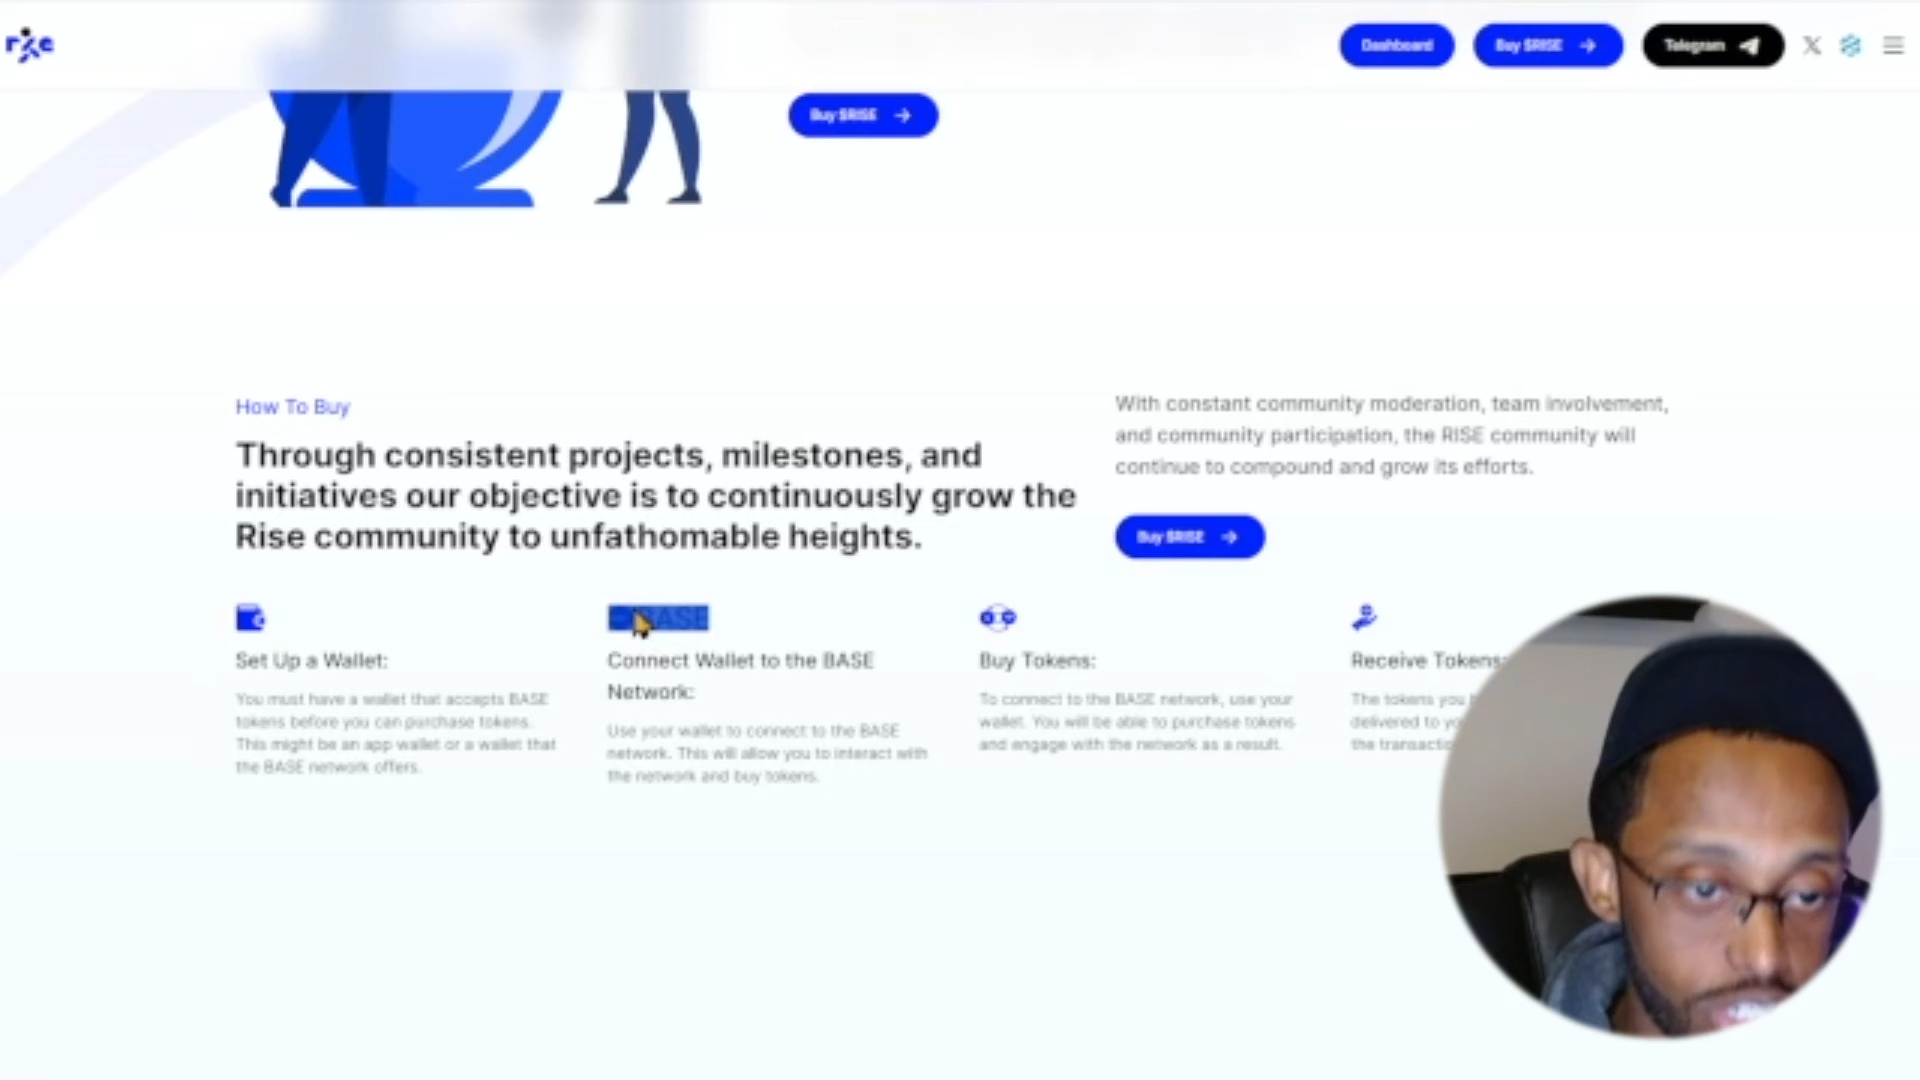 rise
Dashboard
Buy $RISE
Telegram
Buy $RISE
How To Buy
Through consistent projects, milestones, and
initiatives our objective is to continuously grow the
Rise community to unfathomable heights.
With constant community moderation, team involvement,
and community participation, the RISE community will
continue to compound and grow its efforts.
Buy $RISE
Set Up a Wallet:
You must have a wallet that accepts BASE
tokens before you can purchase tokens.
This might be an app wallet or a wallet that
the BASE network offers.
BASE
Connect Wallet to the BASE
Network:
Use your wallet to connect to the BASE
network. This will allow you to interact with
the network and buy tokens.
Buy Tokens:
To connect to the BASE network, use your
wallet. You will be able to purchase tokens
and engage with the network as a result.
Receive Tokens:
The tokens you
delivered to
the